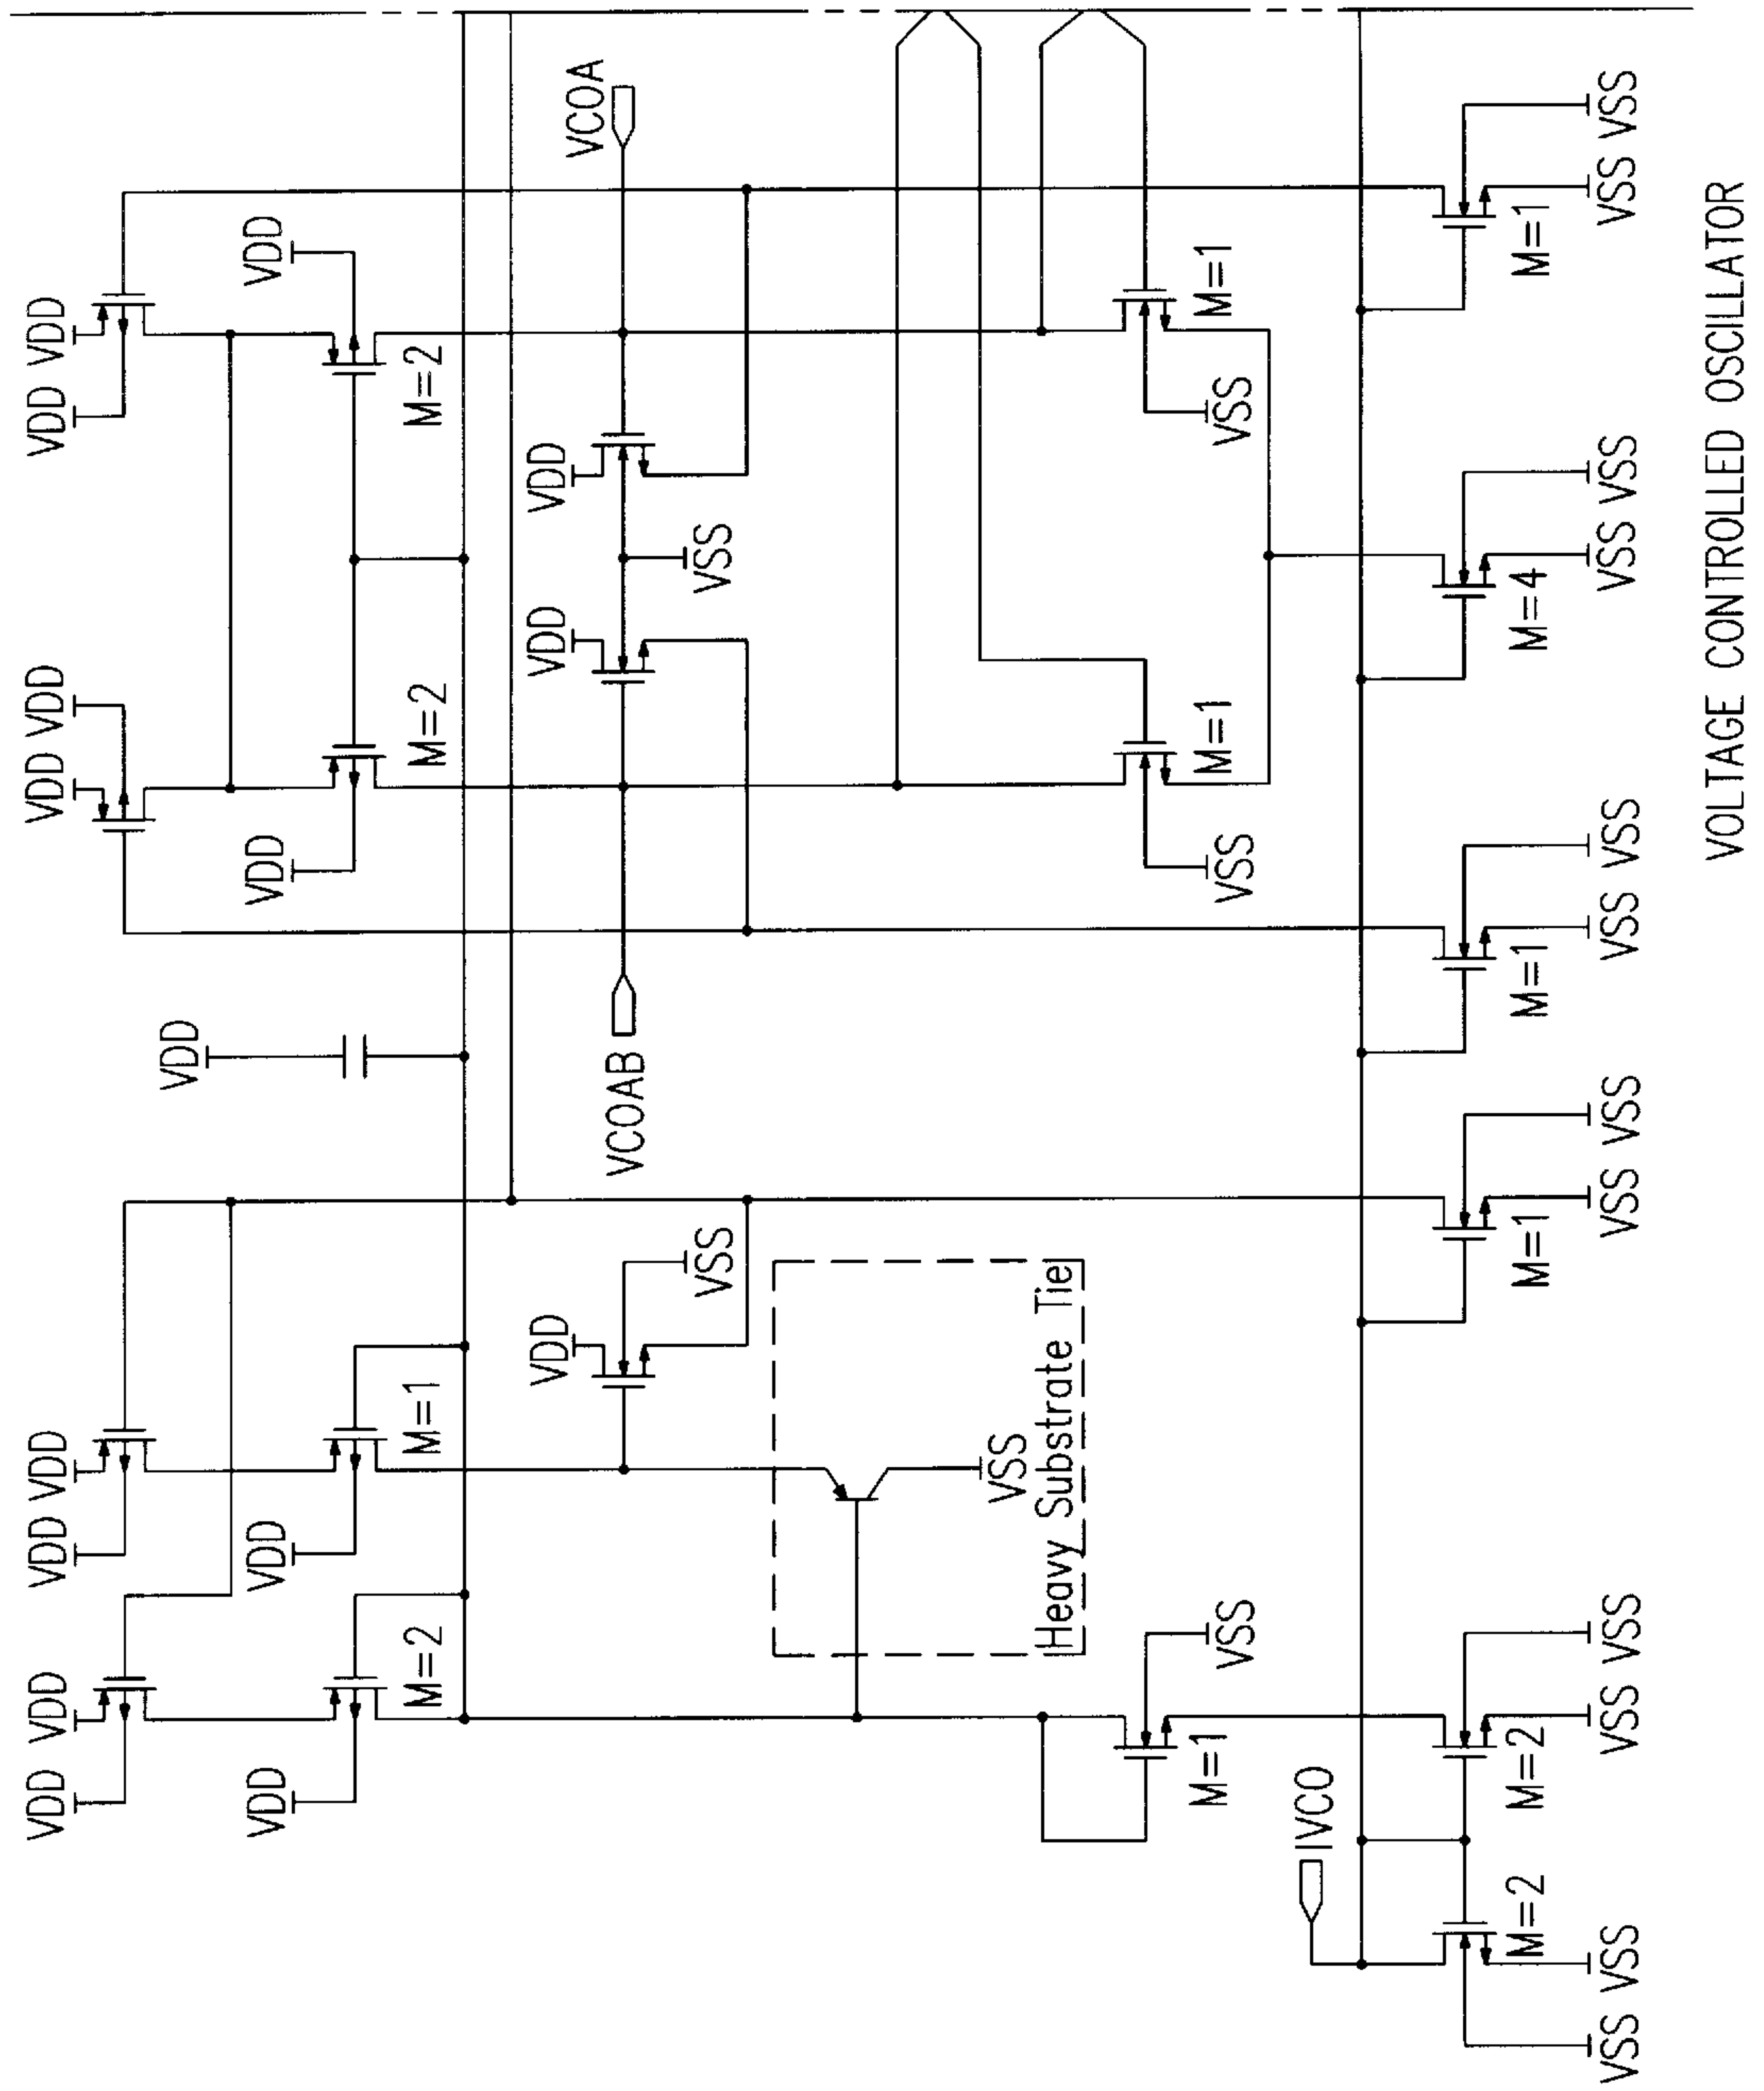 VDD VDD VDD VDD VDD VDD VDD VDD
VDD
VDD VDD VDD VDD
M=2 M=1 M=2 M=2
VDD VDD VDD
VCOA
VCOAB
VSS VSS
VSS
Heavy Substrate Tie
M=1 VSS VSS M=1 VSS M=1
IVCO
M=2 M=2 M=1 M=1 M=4 M=1
VSS VSS VSS VSS VSS VSS VSS VSS VSS VSS VSS VSS
VOLTAGE CONTROLLED OSCILLATOR